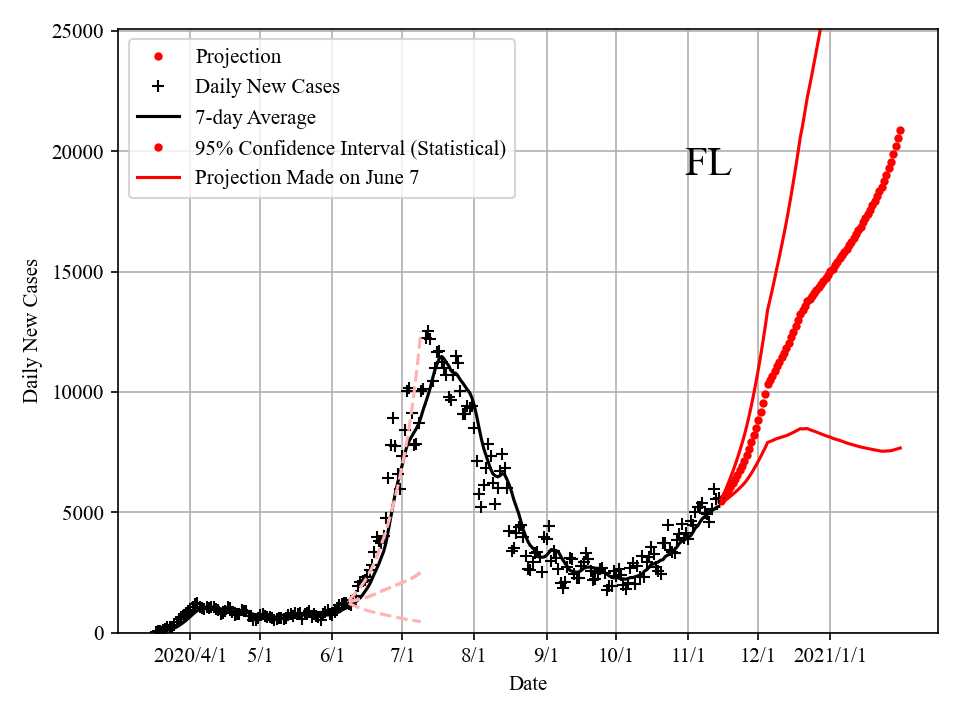 25000
20000
15000
10000
5000
0
Daily New Cases
Projection
Daily New Cases
7-day Average
95% Confidence Interval (Statistical)
Projection Made on June 7
FL
2020/4/1 5/1 6/1 7/1 8/1 9/1 10/1 11/1 12/1 2021/1/1
Date